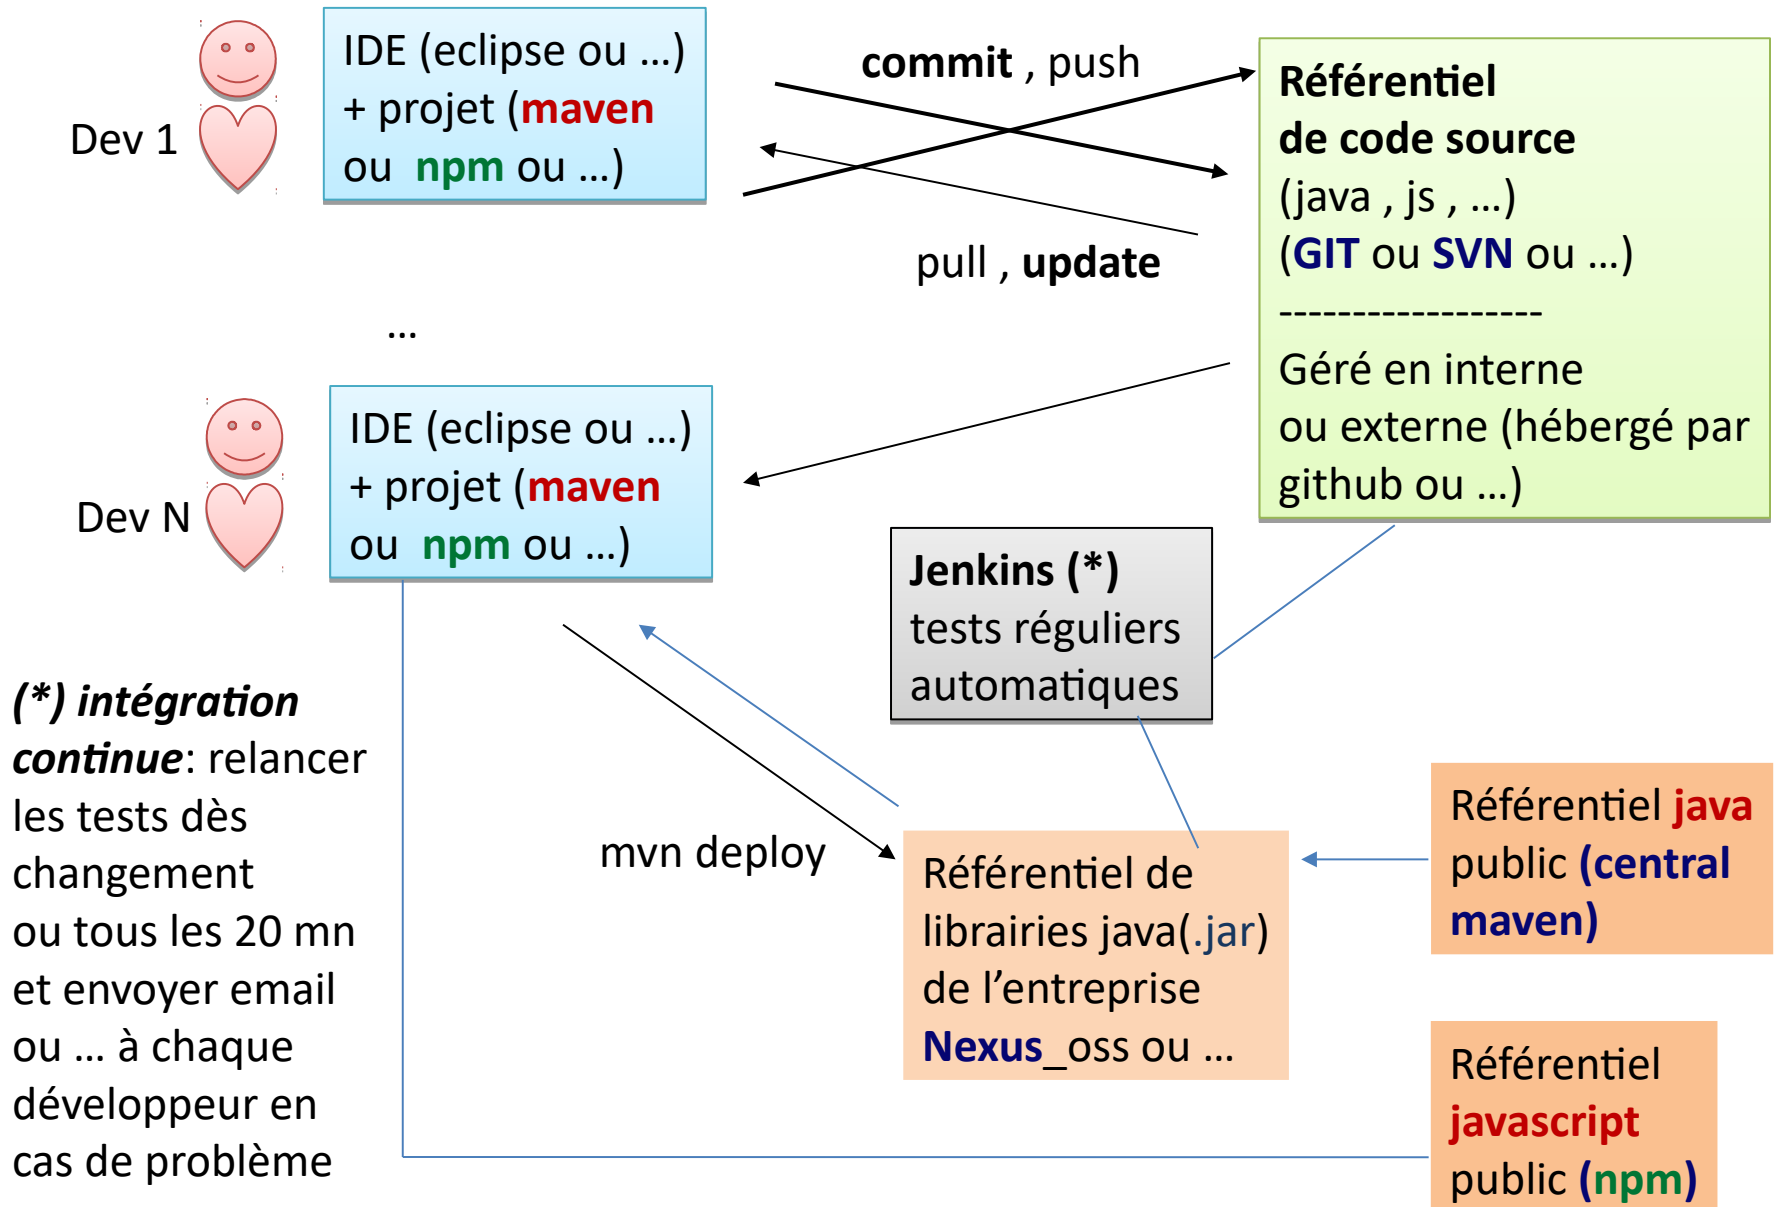 Dev 1
IDE (eclipse ou …)
+ projet (maven
ou npm ou …)
commit , push
pull , update
Référentiel
de code source
(java , js , …)
(GIT ou SVN ou …)
------------------
Géré en interne
ou externe (hébergé par
github ou …)
…
Dev N
IDE (eclipse ou …)
+ projet (maven
ou npm ou …)
Jenkins (*)
tests réguliers
automatiques
(*) intégration
continue: relancer
les tests dès
changement
ou tous les 20 mn
et envoyer email
ou … à chaque
développeur en
cas de problème
mvn deploy
Référentiel de
librairies java(.jar)
de l’entreprise
Nexus_oss ou …
Référentiel java
public (central
maven)
Référentiel
javascript
public (npm)